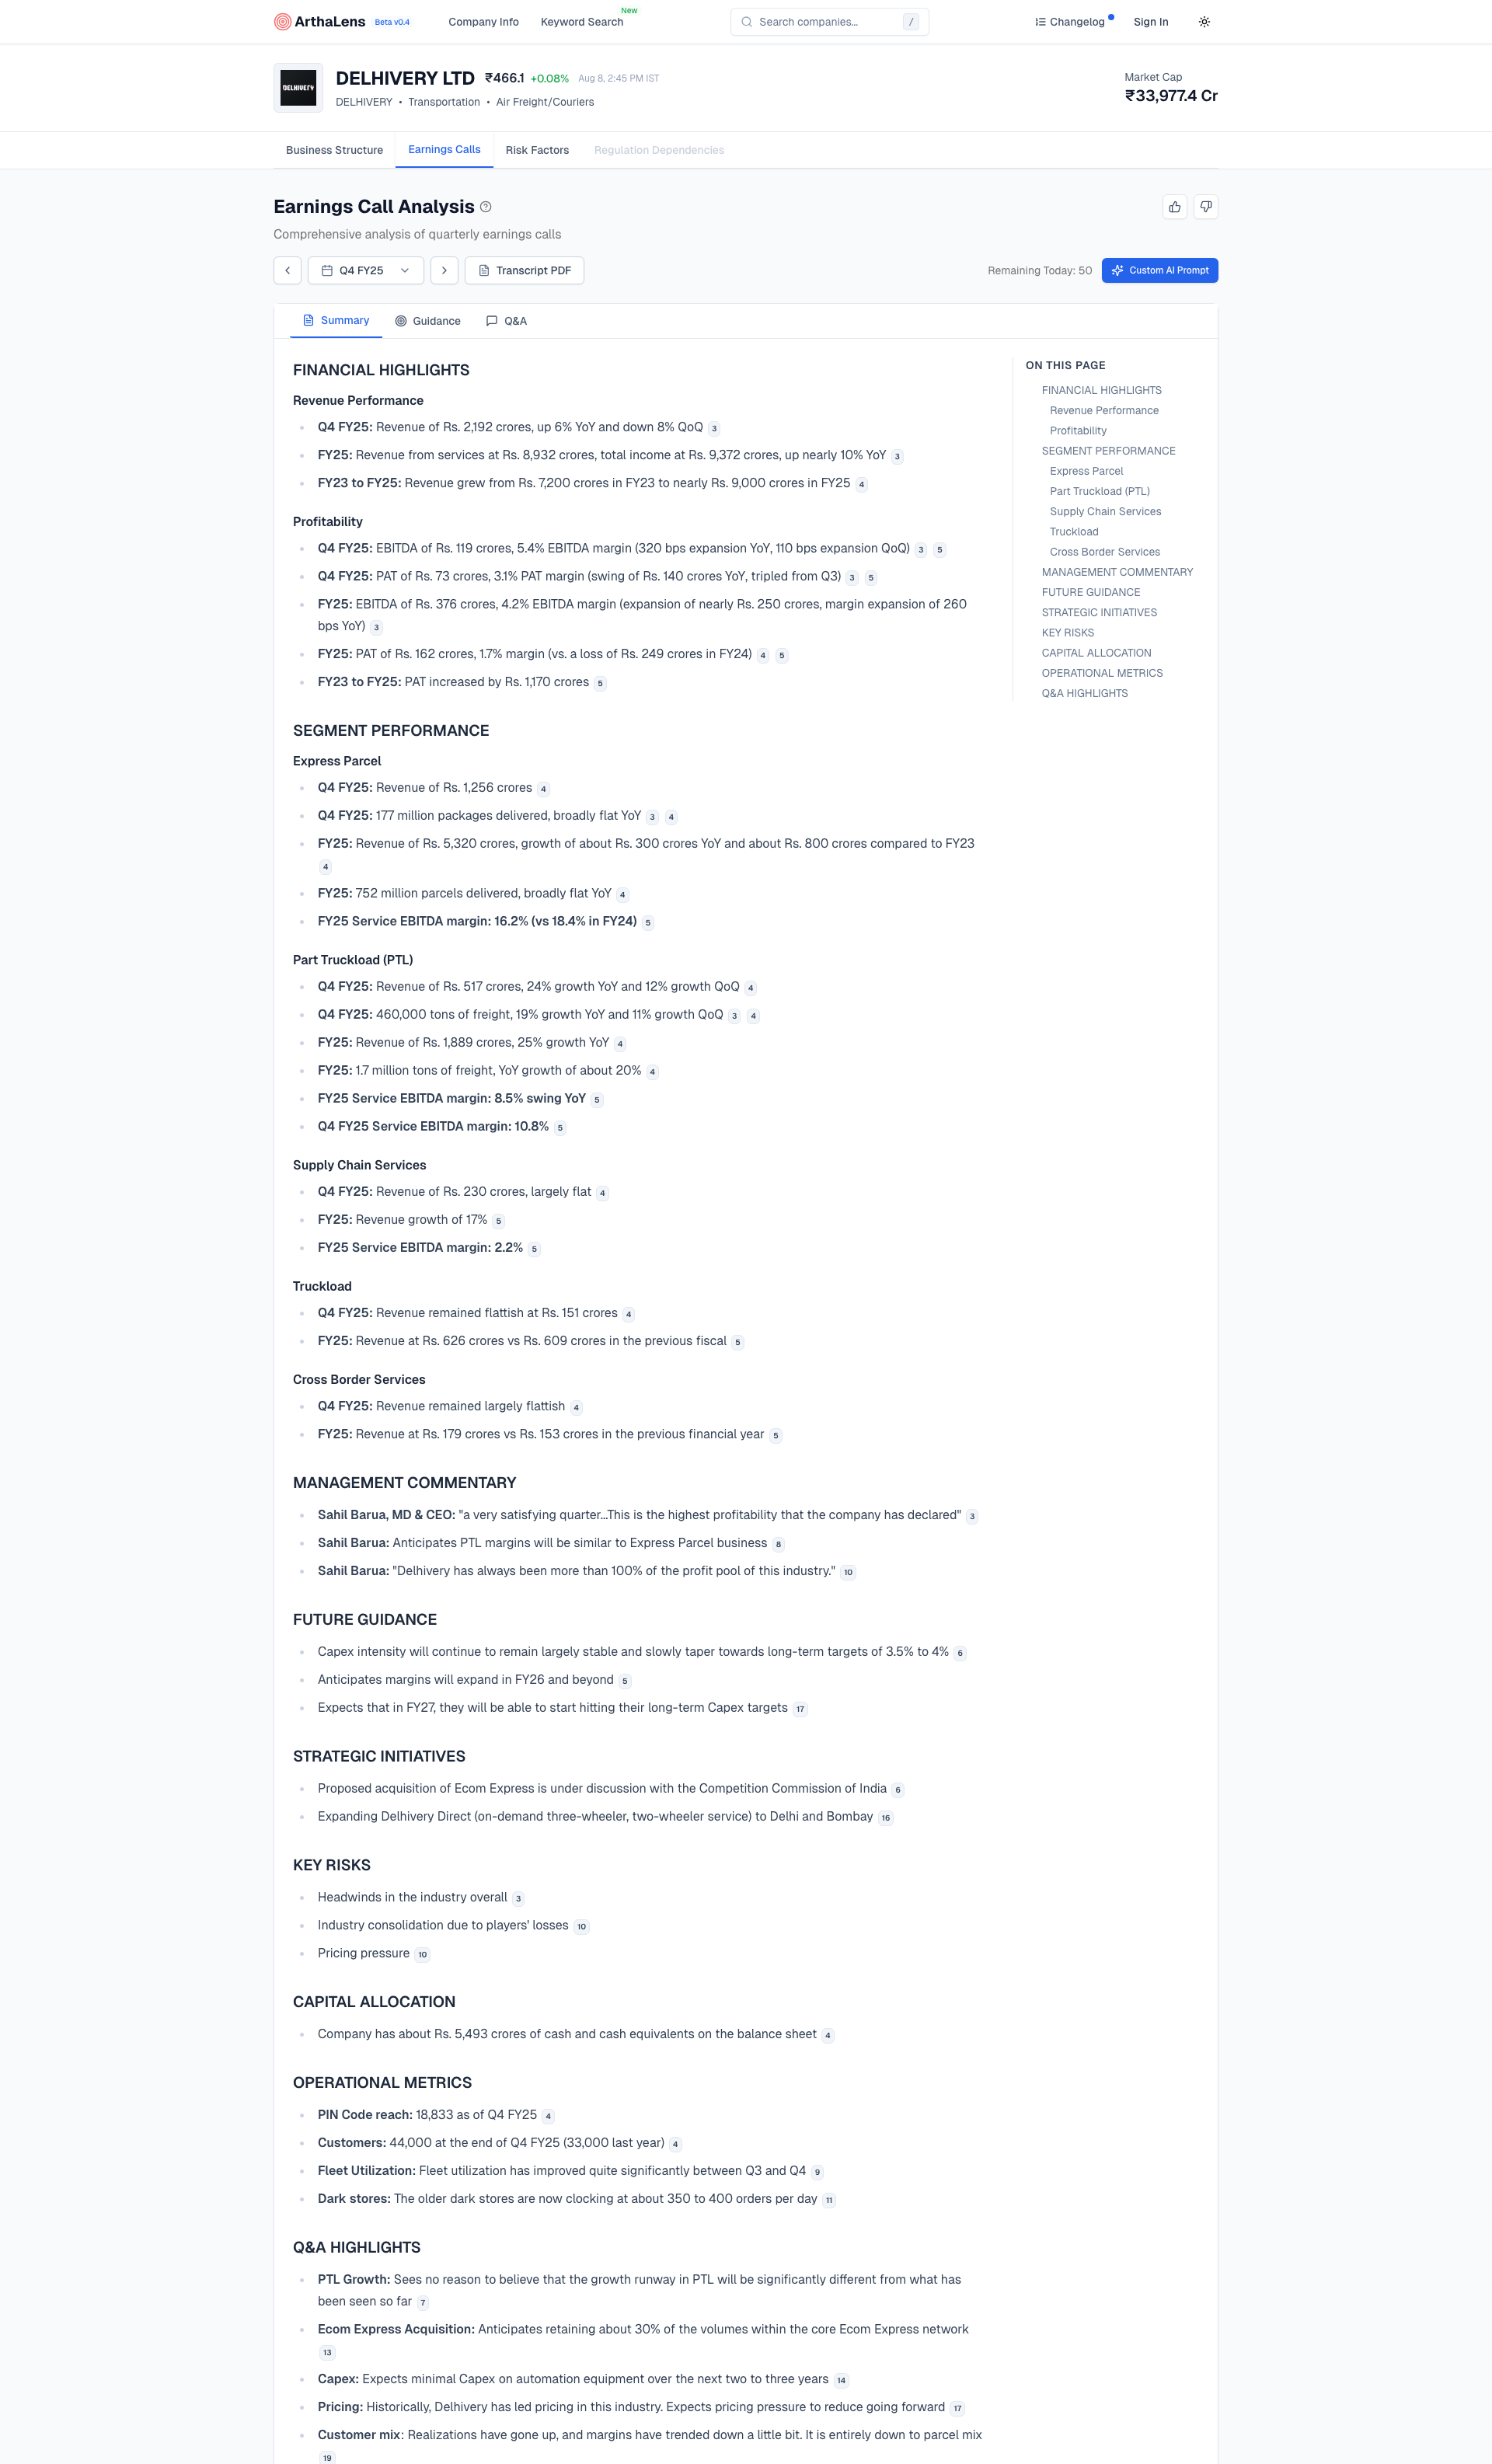 ArthaLens Beta v0.4 Company Info Keyword Search New Search companies... / Changelog Sign In
DELHIVERY
DELHIVERY LTD ₹466.1 +0.08% Aug 8, 2:45 PM IST
DELHIVERY • Transportation • Air Freight/Couriers
Market Cap
₹33,977.4 Cr
Business Structure Earnings Calls Risk Factors Regulation Dependencies
Earnings Call Analysis
Comprehensive analysis of quarterly earnings calls
Q4 FY25 Transcript PDF Remaining Today: 50 Custom AI Prompt
Summary Guidance Q&A
FINANCIAL HIGHLIGHTS
Revenue Performance
Q4 FY25: Revenue of Rs. 2,192 crores, up 6% YoY and down 8% QoQ 3
FY25: Revenue from services at Rs. 8,932 crores, total income at Rs. 9,372 crores, up nearly 10% YoY 3
FY23 to FY25: Revenue grew from Rs. 7,200 crores in FY23 to nearly Rs. 9,000 crores in FY25 4
Profitability
Q4 FY25: EBITDA of Rs. 119 crores, 5.4% EBITDA margin (320 bps expansion YoY, 110 bps expansion QoQ) 3 5
Q4 FY25: PAT of Rs. 73 crores, 3.1% PAT margin (swing of Rs. 140 crores YoY, tripled from Q3) 3 5
FY25: EBITDA of Rs. 376 crores, 4.2% EBITDA margin (expansion of nearly Rs. 250 crores, margin expansion of 260
bps YoY) 3
FY25: PAT of Rs. 162 crores, 1.7% margin (vs. a loss of Rs. 249 crores in FY24) 4 5
FY23 to FY25: PAT increased by Rs. 1,170 crores 5
SEGMENT PERFORMANCE
Express Parcel
Q4 FY25: Revenue of Rs. 1,256 crores 4
Q4 FY25: 177 million packages delivered, broadly flat YoY 3 4
FY25: Revenue of Rs. 5,320 crores, growth of about Rs. 300 crores YoY and about Rs. 800 crores compared to FY23
4
FY25: 752 million parcels delivered, broadly flat YoY 4
FY25 Service EBITDA margin: 16.2% (vs 18.4% in FY24) 5
Part Truckload (PTL)
Q4 FY25: Revenue of Rs. 517 crores, 24% growth YoY and 12% growth QoQ 4
Q4 FY25: 460,000 tons of freight, 19% growth YoY and 11% growth QoQ 3 4
FY25: Revenue of Rs. 1,889 crores, 25% growth YoY 4
FY25: 1.7 million tons of freight, YoY growth of about 20% 4
FY25 Service EBITDA margin: 8.5% swing YoY 5
Q4 FY25 Service EBITDA margin: 10.8% 5
Supply Chain Services
Q4 FY25: Revenue of Rs. 230 crores, largely flat 4
FY25: Revenue growth of 17% 5
FY25 Service EBITDA margin: 2.2% 5
Truckload
Q4 FY25: Revenue remained flattish at Rs. 151 crores 4
FY25: Revenue at Rs. 626 crores vs Rs. 609 crores in the previous fiscal 5
Cross Border Services
Q4 FY25: Revenue remained largely flattish 4
FY25: Revenue at Rs. 179 crores vs Rs. 153 crores in the previous financial year 5
MANAGEMENT COMMENTARY
Sahil Barua, MD & CEO: "a very satisfying quarter...This is the highest profitability that the company has declared" 3
Sahil Barua: Anticipates PTL margins will be similar to Express Parcel business 8
Sahil Barua: "Delhivery has always been more than 100% of the profit pool of this industry." 10
FUTURE GUIDANCE
Capex intensity will continue to remain largely stable and slowly taper towards long-term targets of 3.5% to 4% 6
Anticipates margins will expand in FY26 and beyond 5
Expects that in FY27, they will be able to start hitting their long-term Capex targets 17
STRATEGIC INITIATIVES
Proposed acquisition of Ecom Express is under discussion with the Competition Commission of India 6
Expanding Delhivery Direct (on-demand three-wheeler, two-wheeler service) to Delhi and Bombay 16
KEY RISKS
Headwinds in the industry overall 3
Industry consolidation due to players' losses 10
Pricing pressure 10
CAPITAL ALLOCATION
Company has about Rs. 5,493 crores of cash and cash equivalents on the balance sheet 4
OPERATIONAL METRICS
PIN Code reach: 18,833 as of Q4 FY25 4
Customers: 44,000 at the end of Q4 FY25 (33,000 last year) 4
Fleet Utilization: Fleet utilization has improved quite significantly between Q3 and Q4 9
Dark stores: The older dark stores are now clocking at about 350 to 400 orders per day 11
Q&A HIGHLIGHTS
PTL Growth: Sees no reason to believe that the growth runway in PTL will be significantly different from what has
been seen so far 7
Ecom Express Acquisition: Anticipates retaining about 30% of the volumes within the core Ecom Express network
13
Capex: Expects minimal Capex on automation equipment over the next two to three years 14
Pricing: Historically, Delhivery has led pricing in this industry. Expects pricing pressure to reduce going forward 17
Customer mix: Realizations have gone up, and margins have trended down a little bit. It is entirely down to parcel mix
19
ON THIS PAGE
FINANCIAL HIGHLIGHTS
Revenue Performance
Profitability
SEGMENT PERFORMANCE
Express Parcel
Part Truckload (PTL)
Supply Chain Services
Truckload
Cross Border Services
MANAGEMENT COMMENTARY
FUTURE GUIDANCE
STRATEGIC INITIATIVES
KEY RISKS
CAPITAL ALLOCATION
OPERATIONAL METRICS
Q&A HIGHLIGHTS